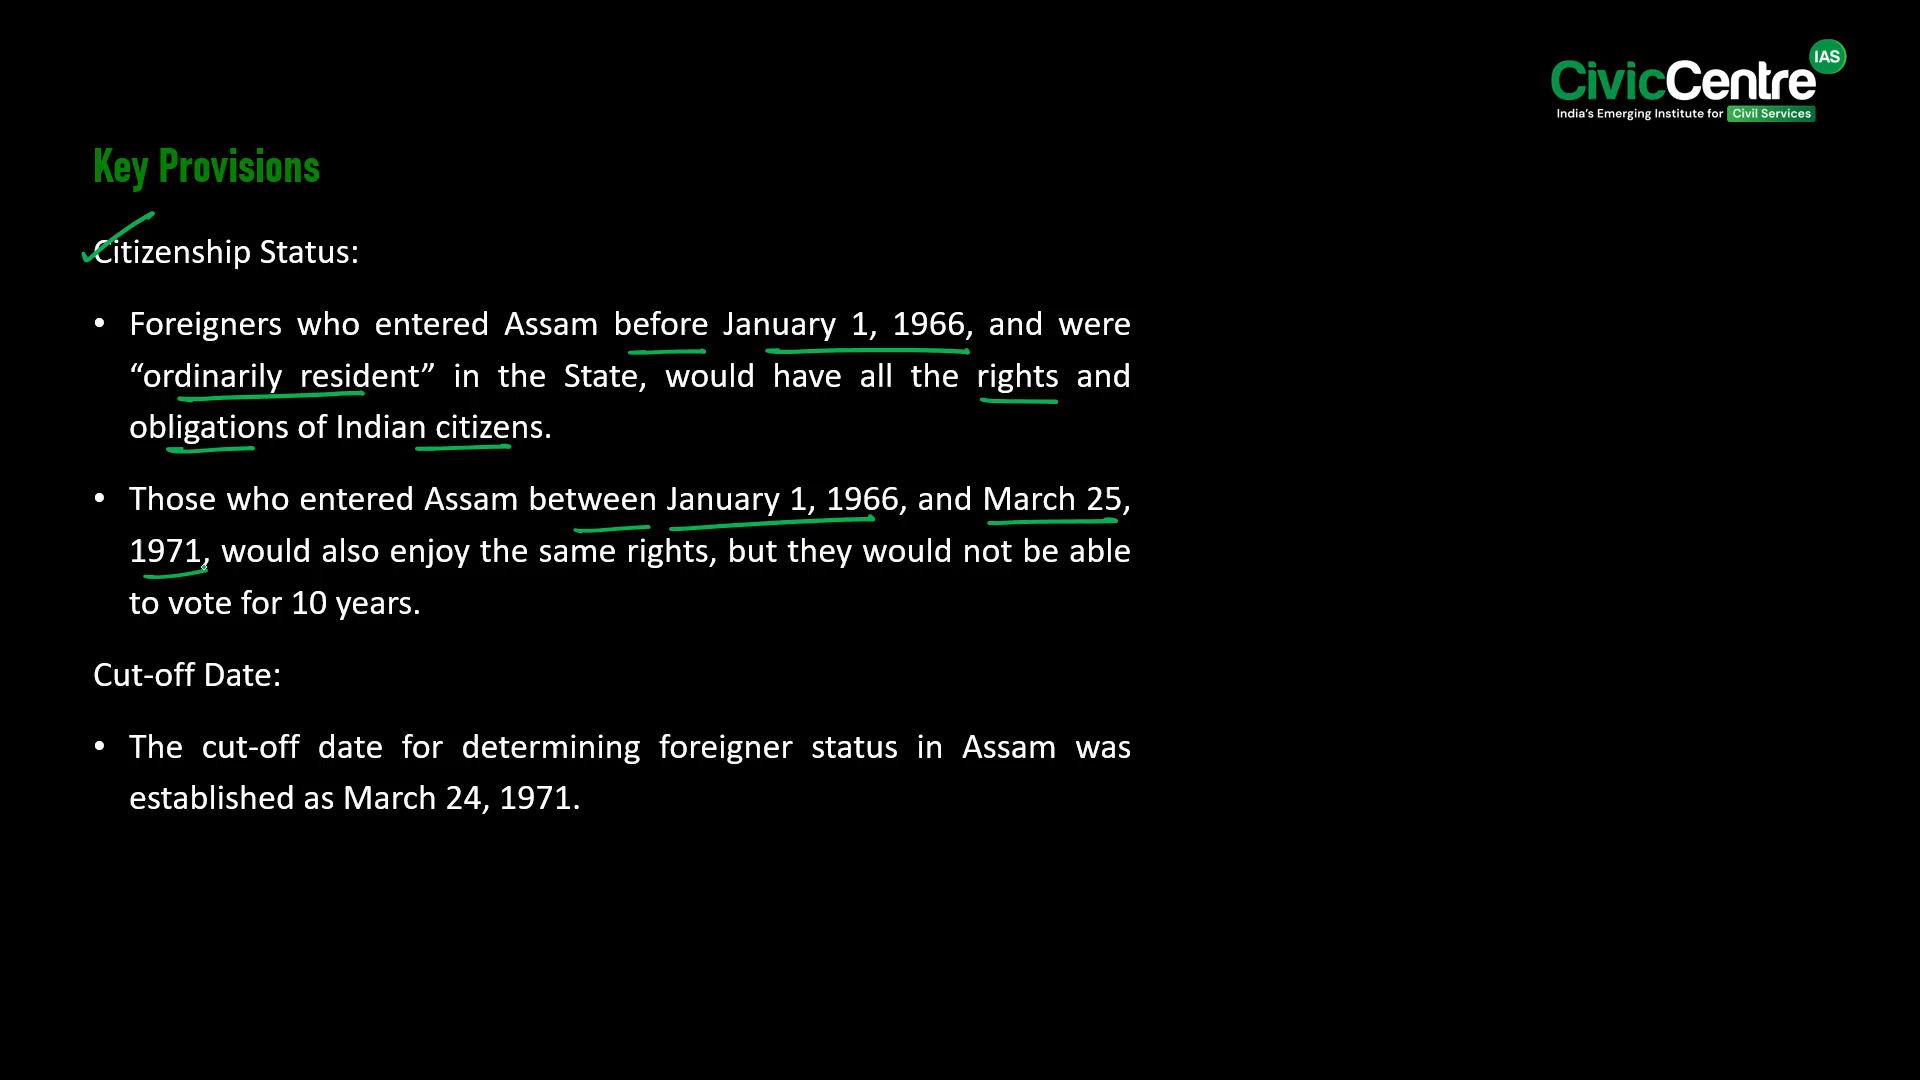 IAS
CivicCentre
India's Emerging Institute for Civil Services
Key Provisions
Citizenship Status:
• Foreigners who entered Assam before January 1, 1966, and were
“ordinarily resident” in the State, would have all the rights and
obligations of Indian citizens.
• Those who entered Assam between January 1, 1966, and March 25,
1971, would also enjoy the same rights, but they would not be able
to vote for 10 years.
Cut-off Date:
• The cut-off date for determining foreigner status in Assam was
established as March 24, 1971.